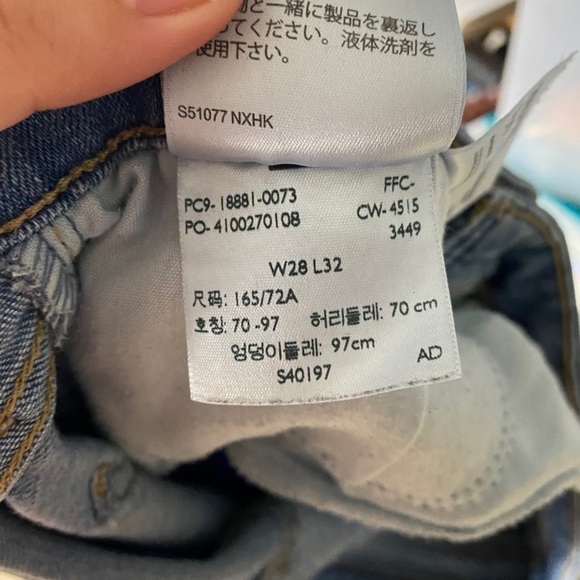 と一緒に製品を裏返し
てください。液体洗剤を
使用下さい。
S51077 NXHK
PC9-18881-0073 FFC-
PO-4100270108 CW-4515
3449
W28 L32
尺码: 165/72A
호칭: 70-97 허리둘레: 70 cm
엉덩이둘레: 97cm
S40197 AD